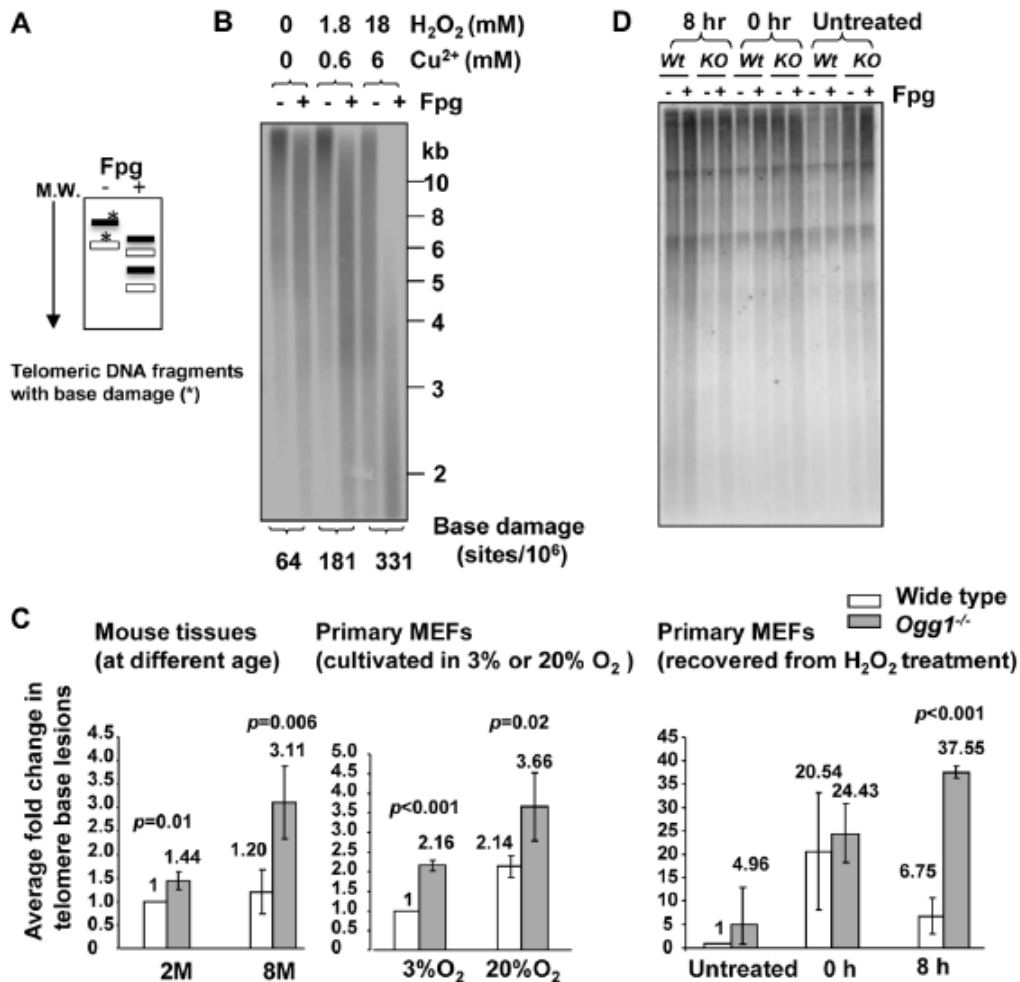 A
Fpg
- +
M.W.
*
*
Telomeric DNA fragments
with base damage (*)
B
0 1.8 18 H₂O₂ (mM)
0 0.6 6 Cu²⁺ (mM)
- + - + - + Fpg
kb
10
8
6
5
4
3
2
Base damage
(sites/10⁶)
64 181 331
D
8 hr 0 hr Untreated
Wt KO Wt KO Wt KO
- + - + - + - + - + - + Fpg
Wide type
Ogg1⁻/⁻
C
Average fold change in
telomere base lesions
Mouse tissues
(at different age)
4.5
4.0
3.5
3.0
2.5
2.0
1.5
1.0
0.5
0
p=0.01
1
1.44
p=0.006
1.20
3.11
2M 8M
Primary MEFs
(cultivated in 3% or 20% O₂ )
5.0
4.5
4.0
3.5
3.0
2.5
2.0
1.5
1.0
0.5
0
p<0.001
1
2.16
p=0.02
2.14
3.66
3%O₂ 20%O₂
Primary MEFs
(recovered from H₂O₂ treatment)
45
40
35
30
25
20
15
10
5
0
1
4.96
20.54
24.43
p<0.001
6.75
37.55
Untreated 0 h 8 h